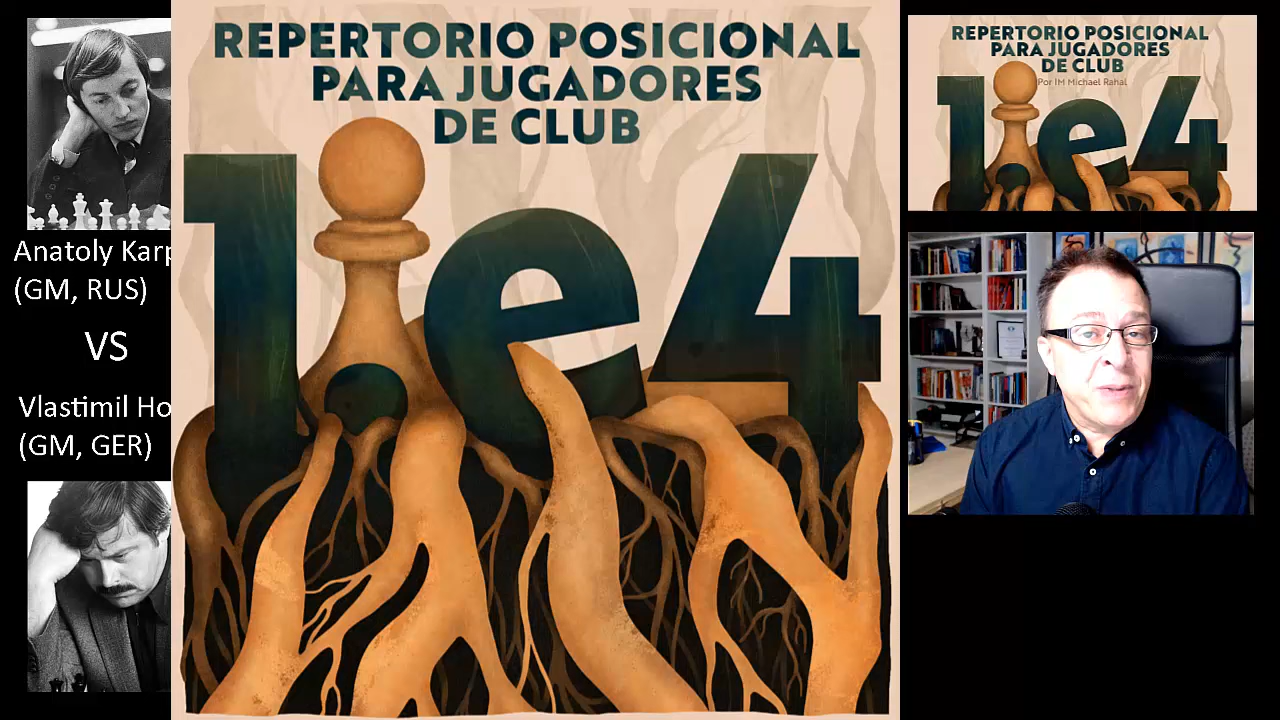 Anatoly Karp
(GM, RUS)
VS
Vlastimil Ho
(GM, GER)
REPERTORIO POSICIONAL
PARA JUGADORES
DE CLUB
1.e4
REPERTORIO POSICIONAL
PARA JUGADORES
DE CLUB
Por IM Michael Rahal
1.e4